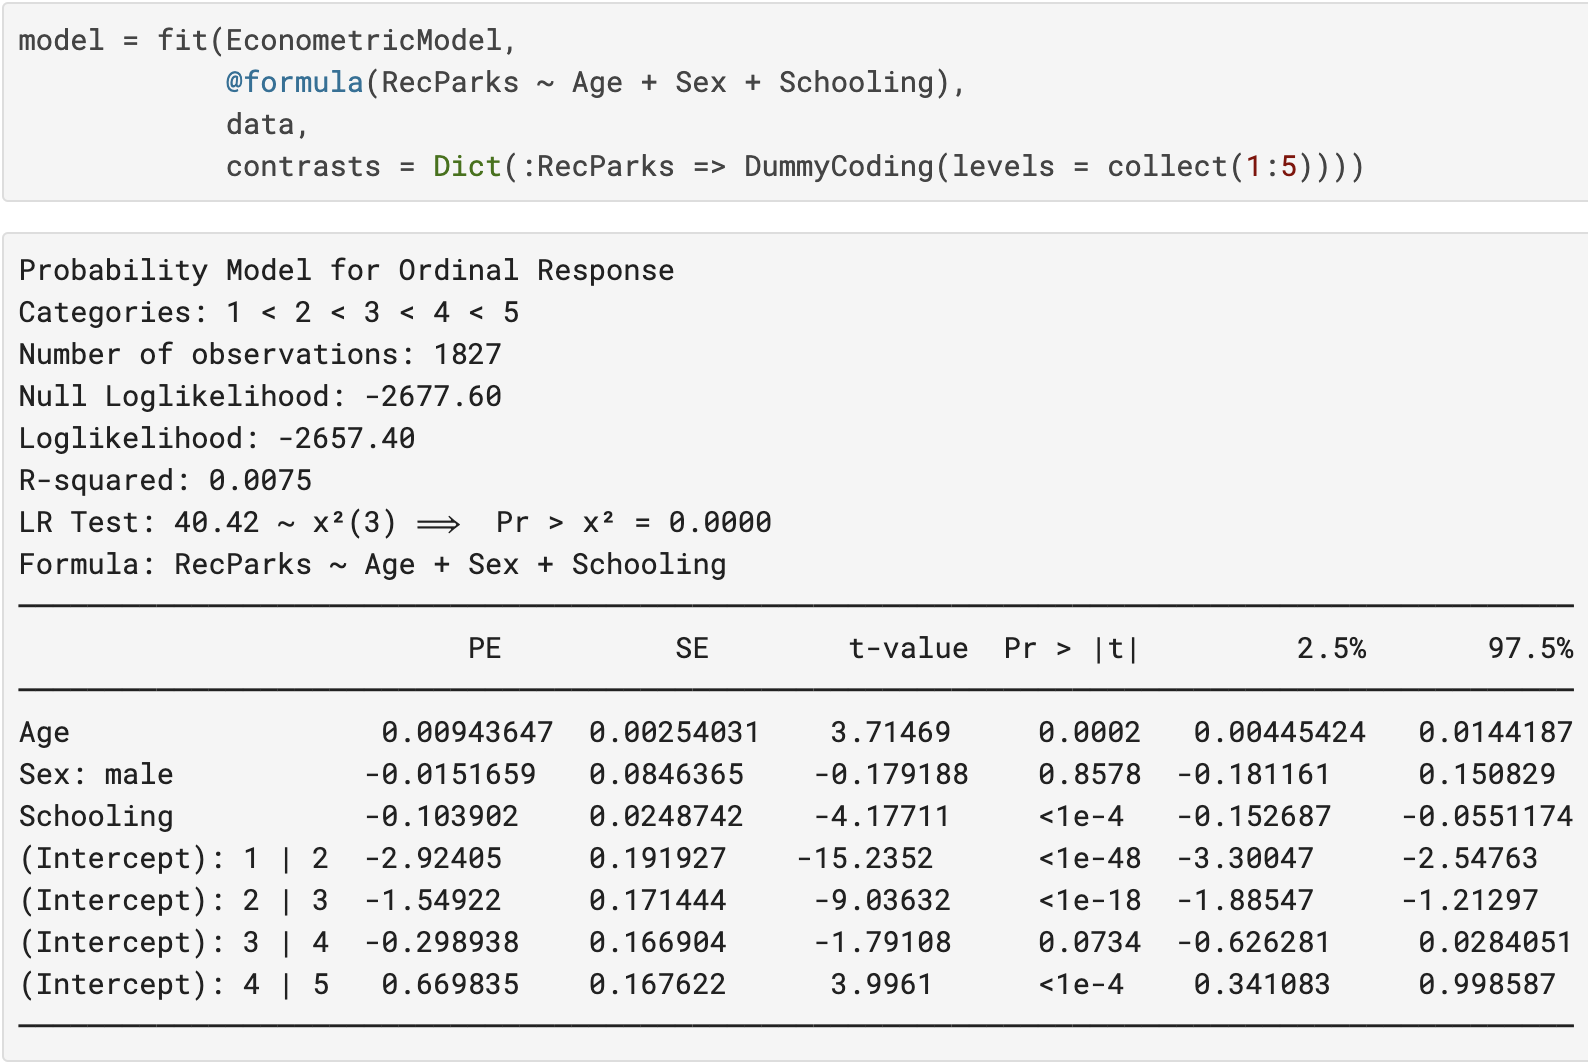 model = fit(EconometricModel,
            @formula(RecParks ~ Age + Sex + Schooling),
            data,
            contrasts = Dict(:RecParks => DummyCoding(levels = collect(1:5))))
Probability Model for Ordinal Response
Categories: 1 < 2 < 3 < 4 < 5
Number of observations: 1827
Null Loglikelihood: -2677.60
Loglikelihood: -2657.40
R-squared: 0.0075
LR Test: 40.42 ~ χ²(3) ⟹  Pr > χ² = 0.0000
Formula: RecParks ~ Age + Sex + Schooling
PE SE t-value Pr > |t| 2.5% 97.5%
Age 0.00943647 0.00254031 3.71469 0.0002 0.00445424 0.0144187
Sex: male -0.0151659 0.0846365 -0.179188 0.8578 -0.181161 0.150829
Schooling -0.103902 0.0248742 -4.17711 <1e-4 -0.152687 -0.0551174
(Intercept): 1 | 2 -2.92405 0.191927 -15.2352 <1e-48 -3.30047 -2.54763
(Intercept): 2 | 3 -1.54922 0.171444 -9.03632 <1e-18 -1.88547 -1.21297
(Intercept): 3 | 4 -0.298938 0.166904 -1.79108 0.0734 -0.626281 0.0284051
(Intercept): 4 | 5 0.669835 0.167622 3.9961 <1e-4 0.341083 0.998587